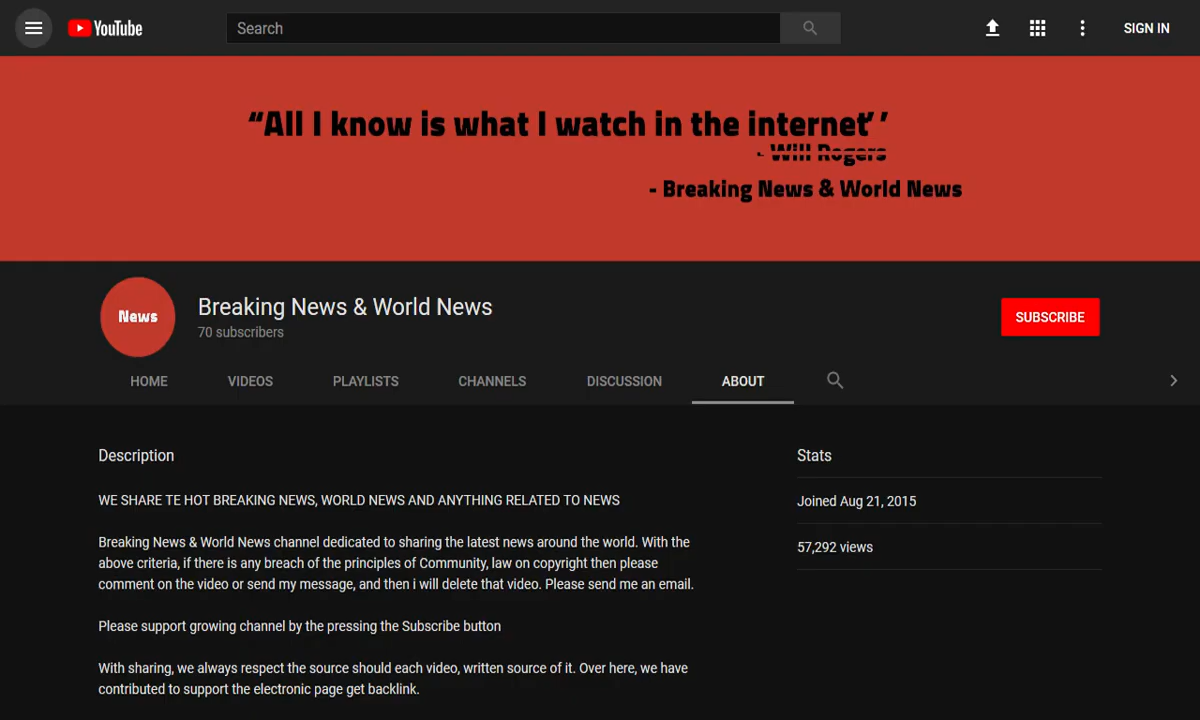 YouTube
Search
SIGN IN
“All I know is what I watch in the internet’’
- Will Rogers
- Breaking News & World News
News
Breaking News & World News
70 subscribers
SUBSCRIBE
HOME VIDEOS PLAYLISTS CHANNELS DISCUSSION ABOUT
Description
WE SHARE TE HOT BREAKING NEWS, WORLD NEWS AND ANYTHING RELATED TO NEWS
Breaking News & World News channel dedicated to sharing the latest news around the world. With the
above criteria, if there is any breach of the principles of Community, law on copyright then please
comment on the video or send my message, and then i will delete that video. Please send me an email.
Please support growing channel by the pressing the Subscribe button
With sharing, we always respect the source should each video, written source of it. Over here, we have
contributed to support the electronic page get backlink.
Stats
Joined Aug 21, 2015
57,292 views